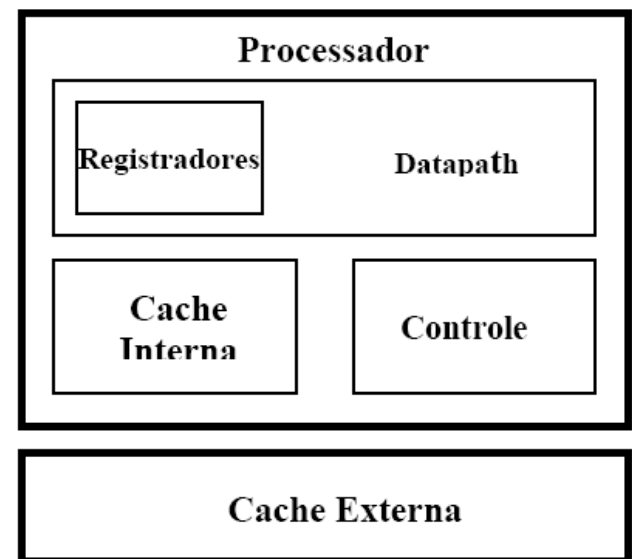 Processador
Registradores
Datapath
Cache
Interna
Controle
Cache Externa